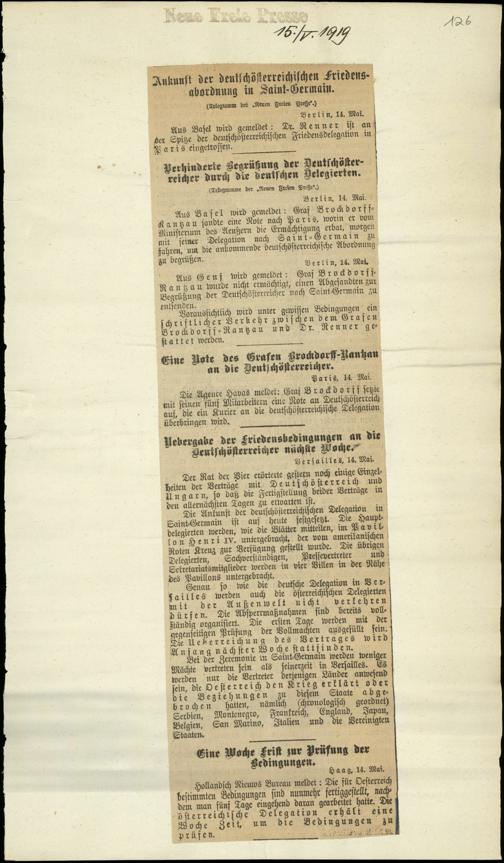 Neue Freie Presse
15./V. 1919
126
Ankunft der deutschösterreichischen Friedens-
abordnung in Saint-Germain.
(Telegramm der „Neuen Freien Presse“.)
Berlin, 14. Mai.
Aus Basel wird gemeldet: Dr. Renner ist an
der Spitze der deutschösterreichischen Friedensdelegation in
Paris eingetroffen.
Verhinderte Begrüßung der Deutschöster-
reicher durch die deutschen Delegierten.
(Telegramme der „Neuen Freien Presse“.)
Berlin, 14. Mai.
Aus Basel wird gemeldet: Graf Brockdorff-
Rantzau sandte eine Note nach Paris, worin er vom
Ministerium des Aeußern die Ermächtigung erbat, morgen
mit seiner Delegation nach Saint-Germain zu
fahren, um die ankommende deutschösterreichische Abordnung
zu begrüßen.
Berlin, 14. Mai.
Aus Genf wird gemeldet: Graf Brockdorff-
Rantzau wurde nicht ermächtigt, einen Abgesandten zur
Begrüßung der Deutschösterreicher nach Saint-Germain zu
entsenden.
Voraussichtlich wird unter gewissen Bedingungen ein
schriftlicher Verkehr zwischen dem Grafen
Brockdorff-Rantzau und Dr. Renner ge-
stattet werden.
Eine Note des Grafen Brockdorff-Rantzau
an die Deutschösterreicher.
Paris, 14. Mai.
Die Agence Havas meldet: Graf Brockdorff setzte
mit seinen fünf Mitarbeitern eine Note an Deutschösterreich
auf, die ein Kurier an die deutschösterreichische Delegation
überbringen wird.
Uebergabe der Friedensbedingungen an die
Deutschösterreicher nächste Woche.
Versailles, 14. Mai.
Der Rat der Vier erörterte gestern noch einige Einzel-
heiten der Verträge mit Deutschösterreich und
Ungarn, so daß die Fertigstellung beider Verträge in
den allernächsten Tagen zu erwarten ist.
Die Ankunft der deutschösterreichischen Delegation in
Saint-Germain ist auf heute festgesetzt. Die Haupt-
delegierten werden, wie die Blätter mitteilen, im Pavil-
lon Henri IV. untergebracht, der vom amerikanischen
Roten Kreuz zur Verfügung gestellt wurde. Die übrigen
Delegierten, Sachverständigen, Pressevertreter und
Sekretariatsmitglieder werden in vier Villen in der Nähe
des Pavillons untergebracht.
Genau so wie die deutsche Delegation in Ver-
sailles werden auch die österreichischen Delegierten
mit der Außenwelt nicht verkehren
dürfen. Die Absperrmaßnahmen sind bereits voll-
ständig organisiert. Die ersten Tage werden mit der
gegenseitigen Prüfung der Vollmachten ausgefüllt sein.
Die Ueberreichung des Vertrages wird
Anfang nächster Woche stattfinden.
Bei der Zeremonie in Saint-Germain werden weniger
Mächte vertreten sein als seinerzeit in Versailles. Es
werden nur die Vertreter derjenigen Länder anwesend
sein, die Oesterreich den Krieg erklärt oder
die Beziehungen zu diesem Staate abge-
brochen hatten, nämlich (chronologisch geordnet)
Serbien, Montenegro, Frankreich, England, Japan,
Belgien, San Marino, Italien und die Vereinigten
Staaten.
Eine Woche Frist zur Prüfung der
Bedingungen.
Haag, 14. Mai.
Hollandsch Nieuws Bureau meldet: Die für Oesterreich
bestimmten Bedingungen sind nunmehr fertiggestellt, nach-
dem man fünf Tage eingehend daran gearbeitet hatte. Die
österreichische Delegation erhält eine
Woche Zeit, um die Bedingungen zu
prüfen.